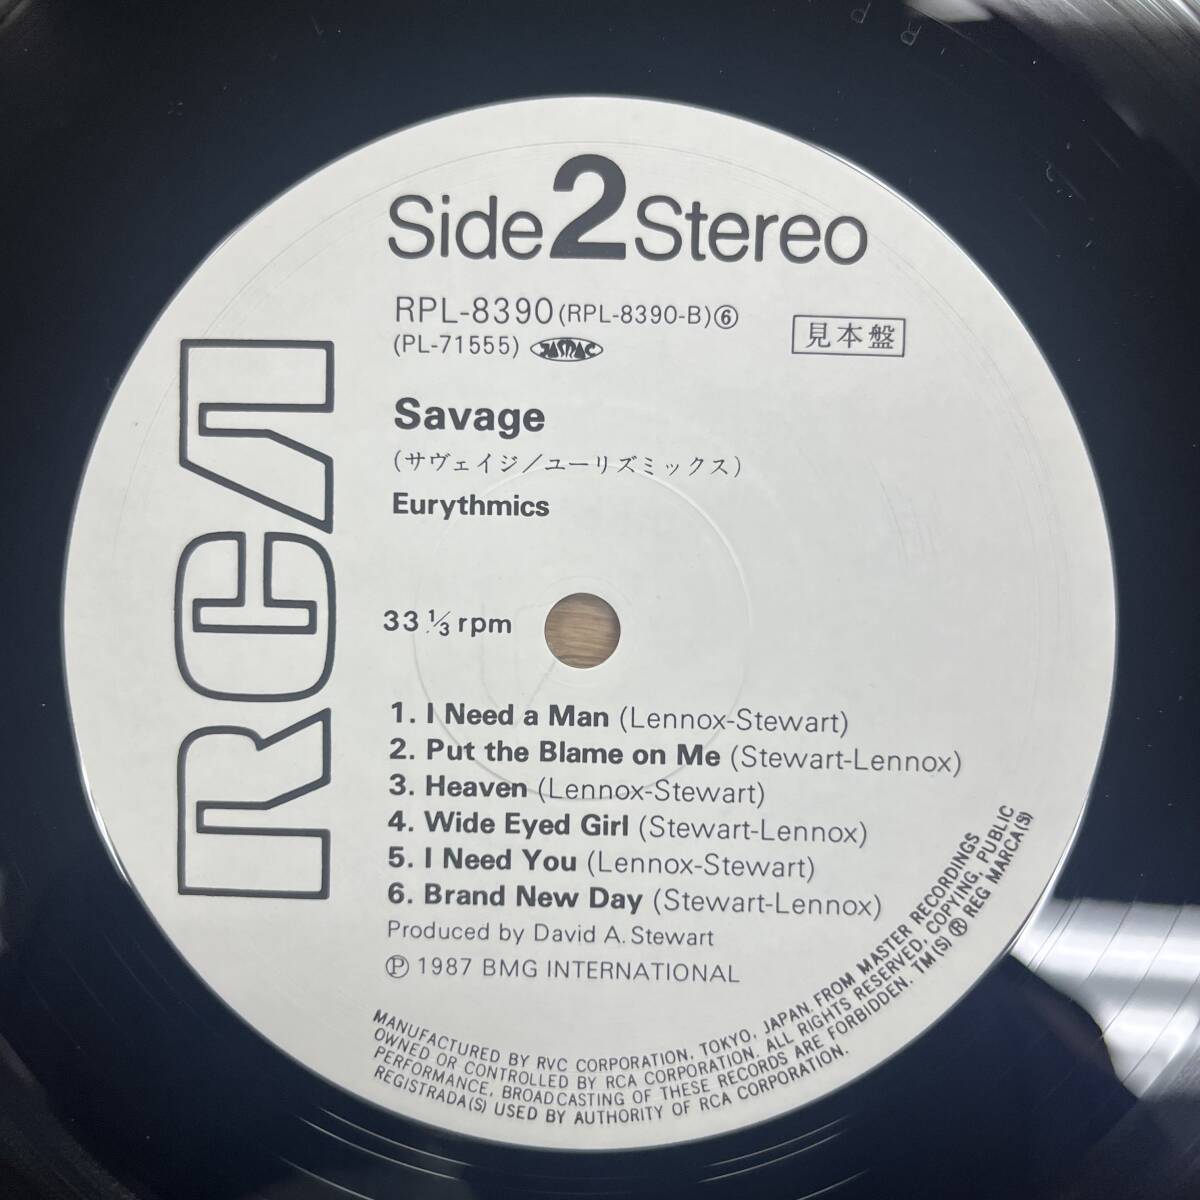 Side 2 Stereo
RPL-8390 (RPL-8390-B)⑥
見本盤
(PL-71555) JASRAC
Savage
(サヴェイジ/ユーリズミックス)
Eurythmics
RCA
33 1/3 rpm
1. I Need a Man (Lennox-Stewart)
2. Put the Blame on Me (Stewart-Lennox)
3. Heaven (Lennox-Stewart)
4. Wide Eyed Girl (Stewart-Lennox)
5. I Need You (Lennox-Stewart)
6. Brand New Day (Stewart-Lennox)
Produced by David A. Stewart
Ⓟ 1987 BMG INTERNATIONAL
MANUFACTURED BY RVC CORPORATION, TOKYO, JAPAN. FROM MASTER RECORDINGS
OWNED OR CONTROLLED BY RCA CORPORATION. ALL RIGHTS RESERVED, COPYING, PUBLIC
PERFORMANCE, BROADCASTING OF THESE RECORDS ARE FORBIDDEN. TM(S) ® REG MARCA(S)
REGISTRADA(S) USED BY AUTHORITY OF RCA CORPORATION.